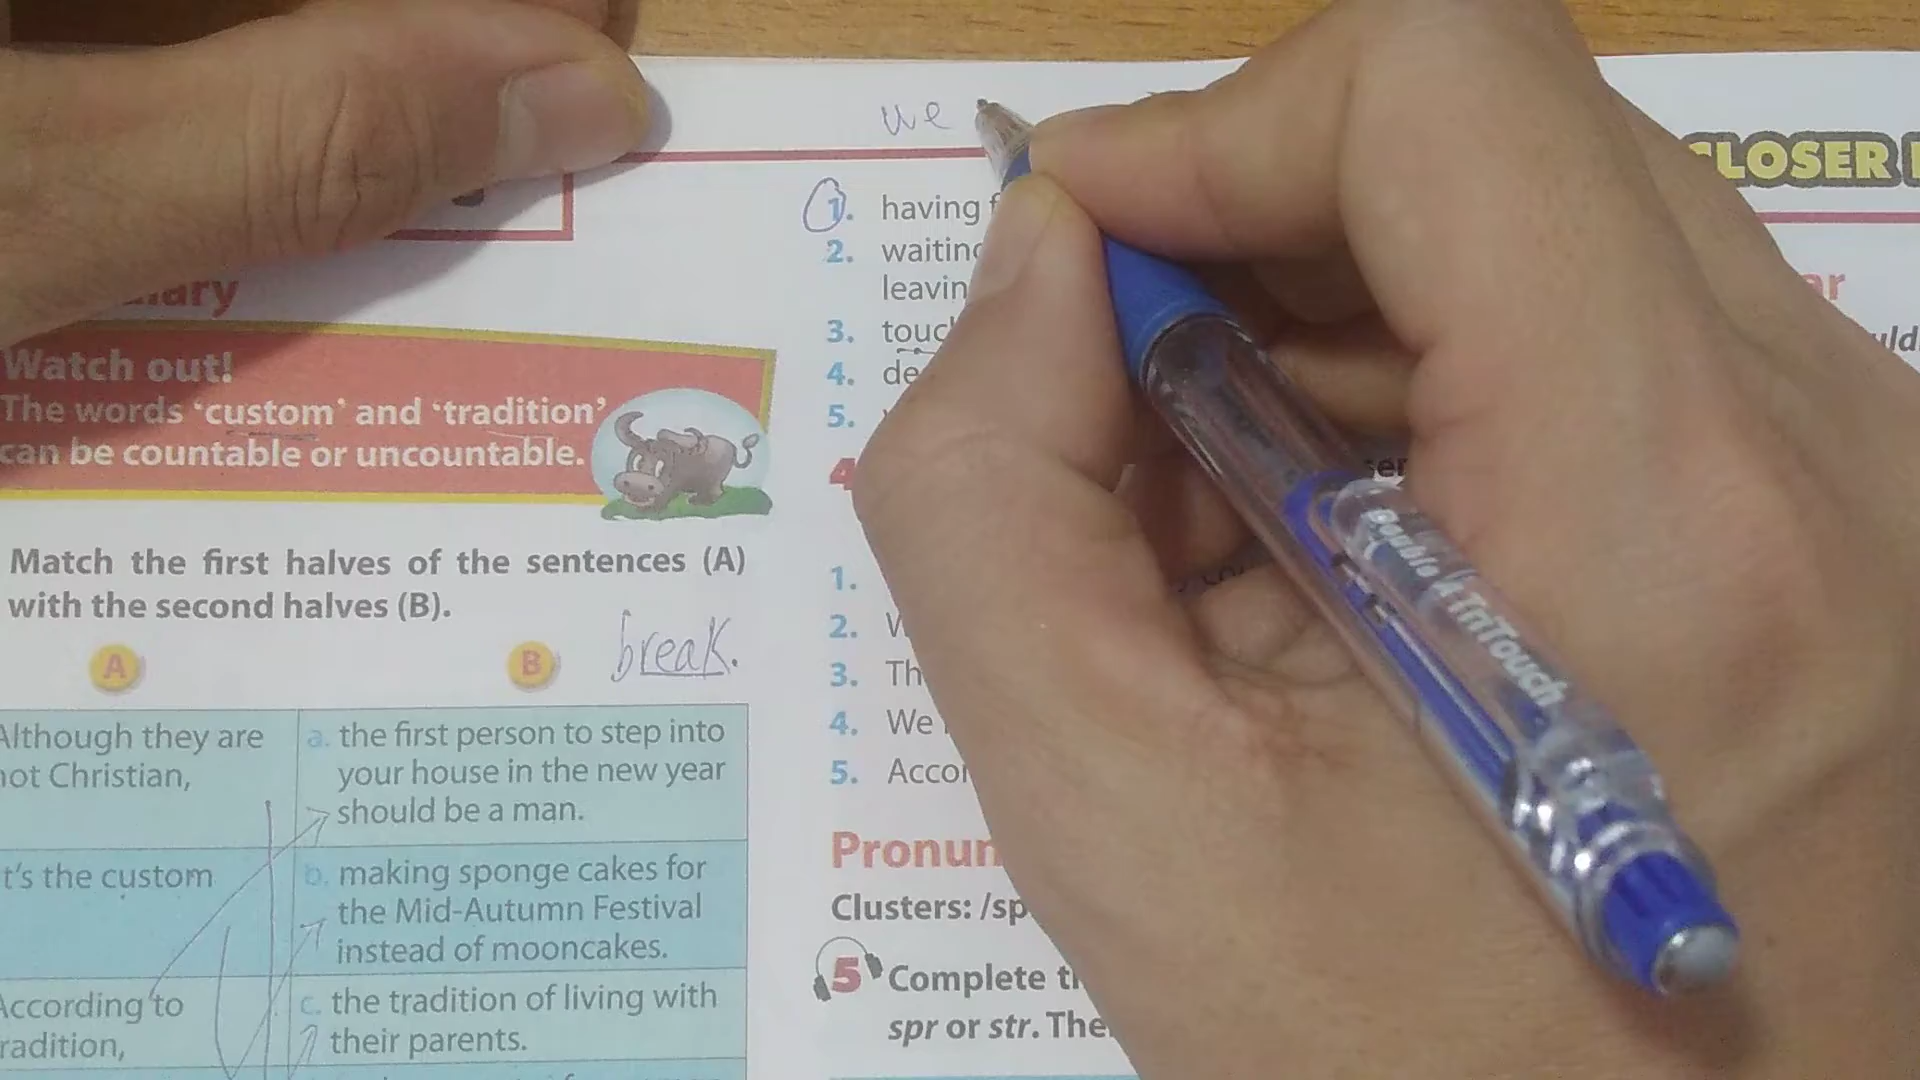 we
CLOSER
1. having
2. waiting
leavin
3. touc
4. de
5.
4
Watch out!
The words ‘custom’ and ‘tradition’
can be countable or uncountable.
Match the first halves of the sentences (A)
with the second halves (B).
break.
A
B
Although they are
not Christian,
a. the first person to step into
your house in the new year
should be a man.
It’s the custom
b. making sponge cakes for
the Mid-Autumn Festival
instead of mooncakes.
According to
tradition,
c. the tradition of living with
their parents.
1.
2.
3. Th
4. We
5. Accor
Pronun
Clusters: /sp
5 Complete t
spr or str. The
Double A TriTouch